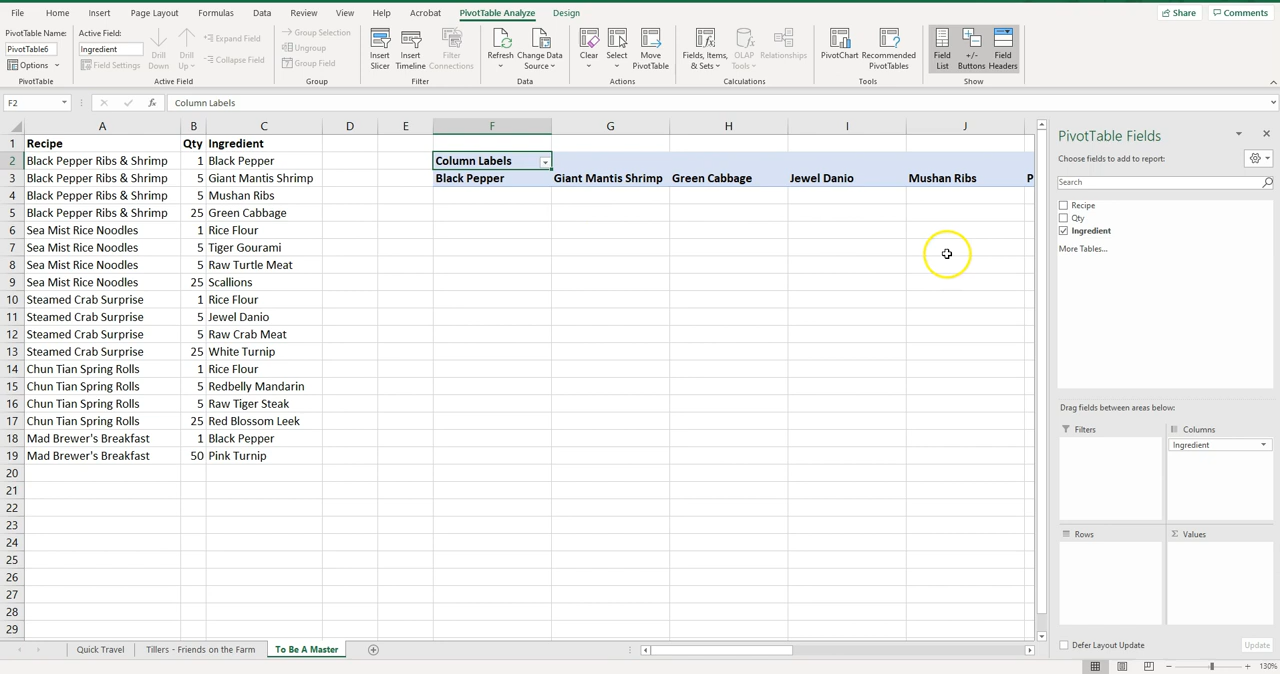 File Home Insert Page Layout Formulas Data Review View Help Acrobat PivotTable Analyze Design Share Comments
PivotTable Name: Active Field:
PivotTable6 Ingredient
Options Field Settings
Drill Down Drill Up Expand Field Collapse Field
Group Selection Ungroup Group Field
Insert Slicer Insert Timeline Filter Connections
Refresh Change Data Source
Clear Select Move PivotTable
Fields, Items, & Sets OLAP Tools Relationships
PivotChart Recommended PivotTables
Field List +/- Buttons Field Headers
PivotTable Active Field Group Filter Data Actions Calculations Tools Show
F2 fx Column Labels
A B C D E F G H I J
1 Recipe Qty Ingredient
2 Black Pepper Ribs & Shrimp 1 Black Pepper Column Labels
3 Black Pepper Ribs & Shrimp 5 Giant Mantis Shrimp Black Pepper Giant Mantis Shrimp Green Cabbage Jewel Danio Mushan Ribs P
4 Black Pepper Ribs & Shrimp 5 Mushan Ribs
5 Black Pepper Ribs & Shrimp 25 Green Cabbage
6 Sea Mist Rice Noodles 1 Rice Flour
7 Sea Mist Rice Noodles 5 Tiger Gourami
8 Sea Mist Rice Noodles 5 Raw Turtle Meat
9 Sea Mist Rice Noodles 25 Scallions
10 Steamed Crab Surprise 1 Rice Flour
11 Steamed Crab Surprise 5 Jewel Danio
12 Steamed Crab Surprise 5 Raw Crab Meat
13 Steamed Crab Surprise 25 White Turnip
14 Chun Tian Spring Rolls 1 Rice Flour
15 Chun Tian Spring Rolls 5 Redbelly Mandarin
16 Chun Tian Spring Rolls 5 Raw Tiger Steak
17 Chun Tian Spring Rolls 25 Red Blossom Leek
18 Mad Brewer's Breakfast 1 Black Pepper
19 Mad Brewer's Breakfast 50 Pink Turnip
20
21
22
23
24
25
26
27
28
29
PivotTable Fields
Choose fields to add to report:
Search
Recipe
Qty
Ingredient
More Tables...
Drag fields between areas below:
Filters Columns
Ingredient
Rows Σ Values
Defer Layout Update Update
Quick Travel Tillers - Friends on the Farm To Be A Master
130%